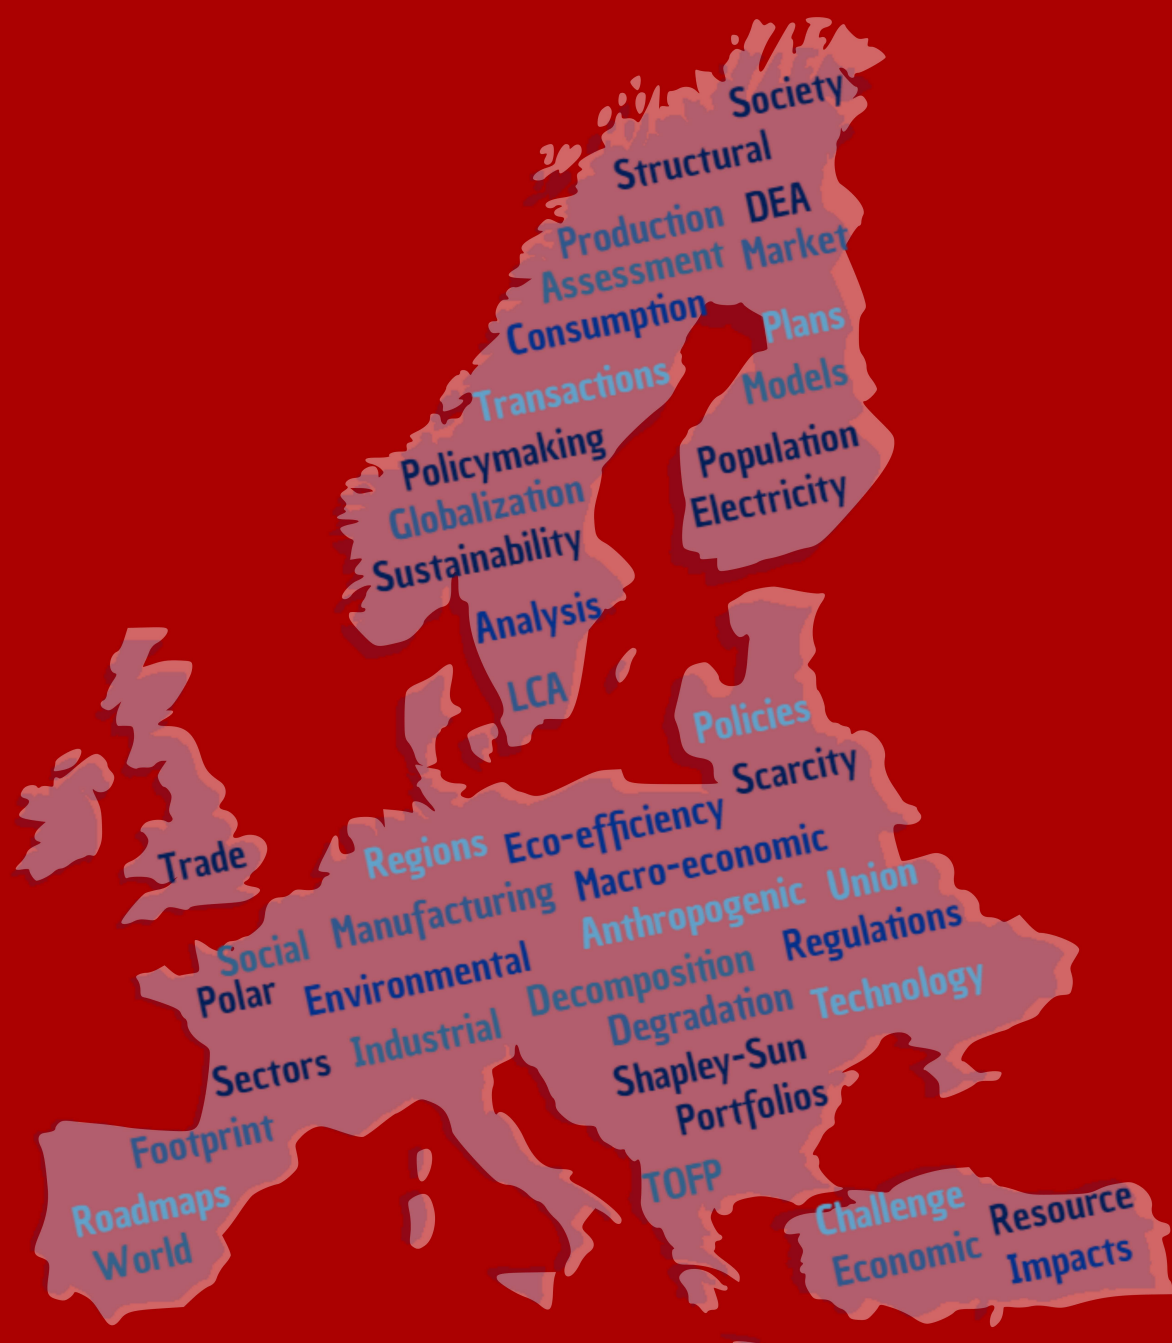 Society
Structural
Production DEA
Assessment Market
Consumption Plans
Transactions Models
Policymaking Population
Globalization Electricity
Sustainability
Analysis
LCA
Policies
Scarcity
Trade Regions Eco-efficiency
Manufacturing Macro-economic
Social Anthropogenic Union
Polar Environmental Decomposition Regulations
Industrial Degradation Technology
Sectors Shapley-Sun
Footprint Portfolios
Roadmaps TOFP
World Challenge Resource
Economic Impacts